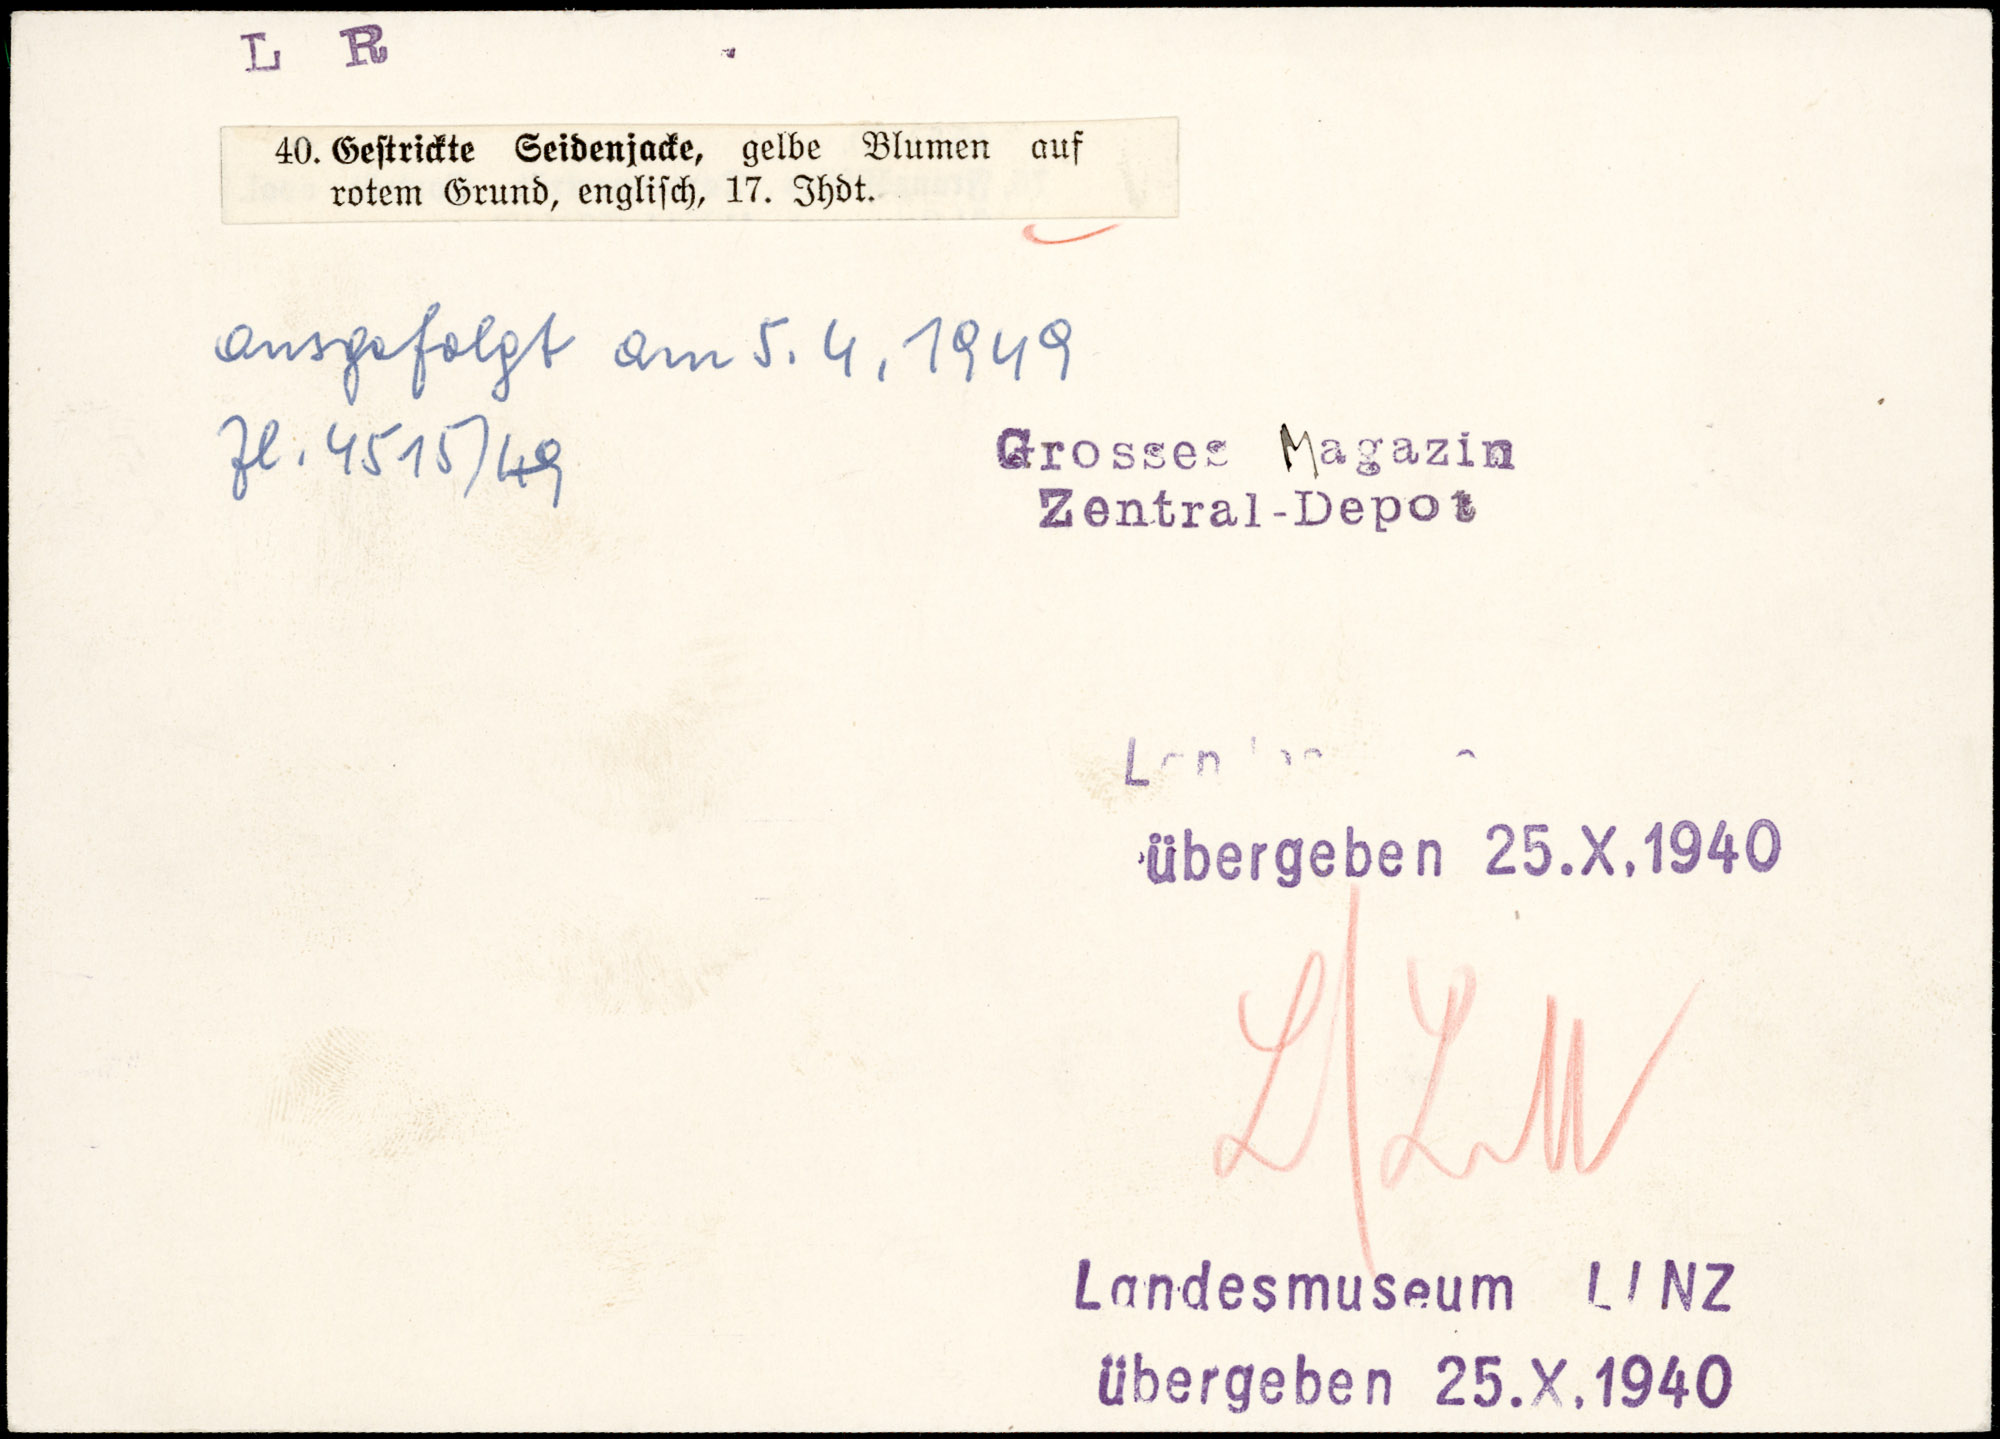 L R
40. Gestrickte Seidenjacke, gelbe Blumen auf
rotem Grund, englisch, 17. Jhdt.
ausgefolgt am 5.4.1949
Zl. 4515/49
Grosses Magazin
Zentral-Depot
übergeben 25.X.1940
Landesmuseum LINZ
übergeben 25.X.1940